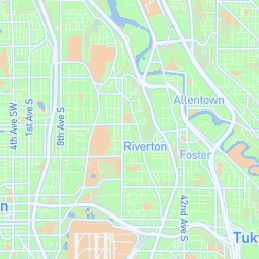 Allentown
4th Ave SW
1st Ave S
8th Ave S
Riverton
Foster
42nd Ave S
n
Tuk